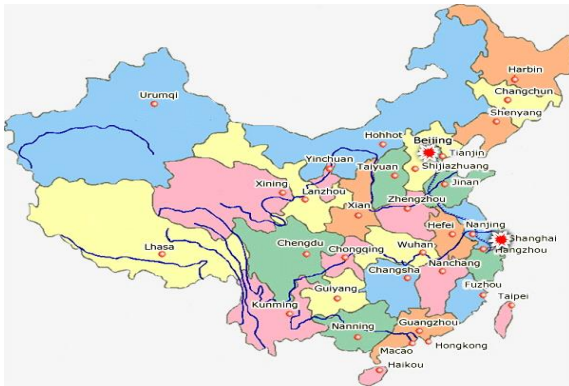 Harbin
Urumqi
Changchun
Shenyang
Hohhot
Beijing
Tianjin
Yinchuan
Taiyuan
Shijiazhuang
Jinan
Xining
Lanzhou
Zhengzhou
Xian
Hefei
Nanjing
Shanghai
Lhasa
Chengdu
Chongqing
Wuhan
Hangzhou
Nanchang
Changsha
Guiyang
Fuzhou
Taipei
Kunming
Nanning
Guangzhou
Macao
Hongkong
Haikou